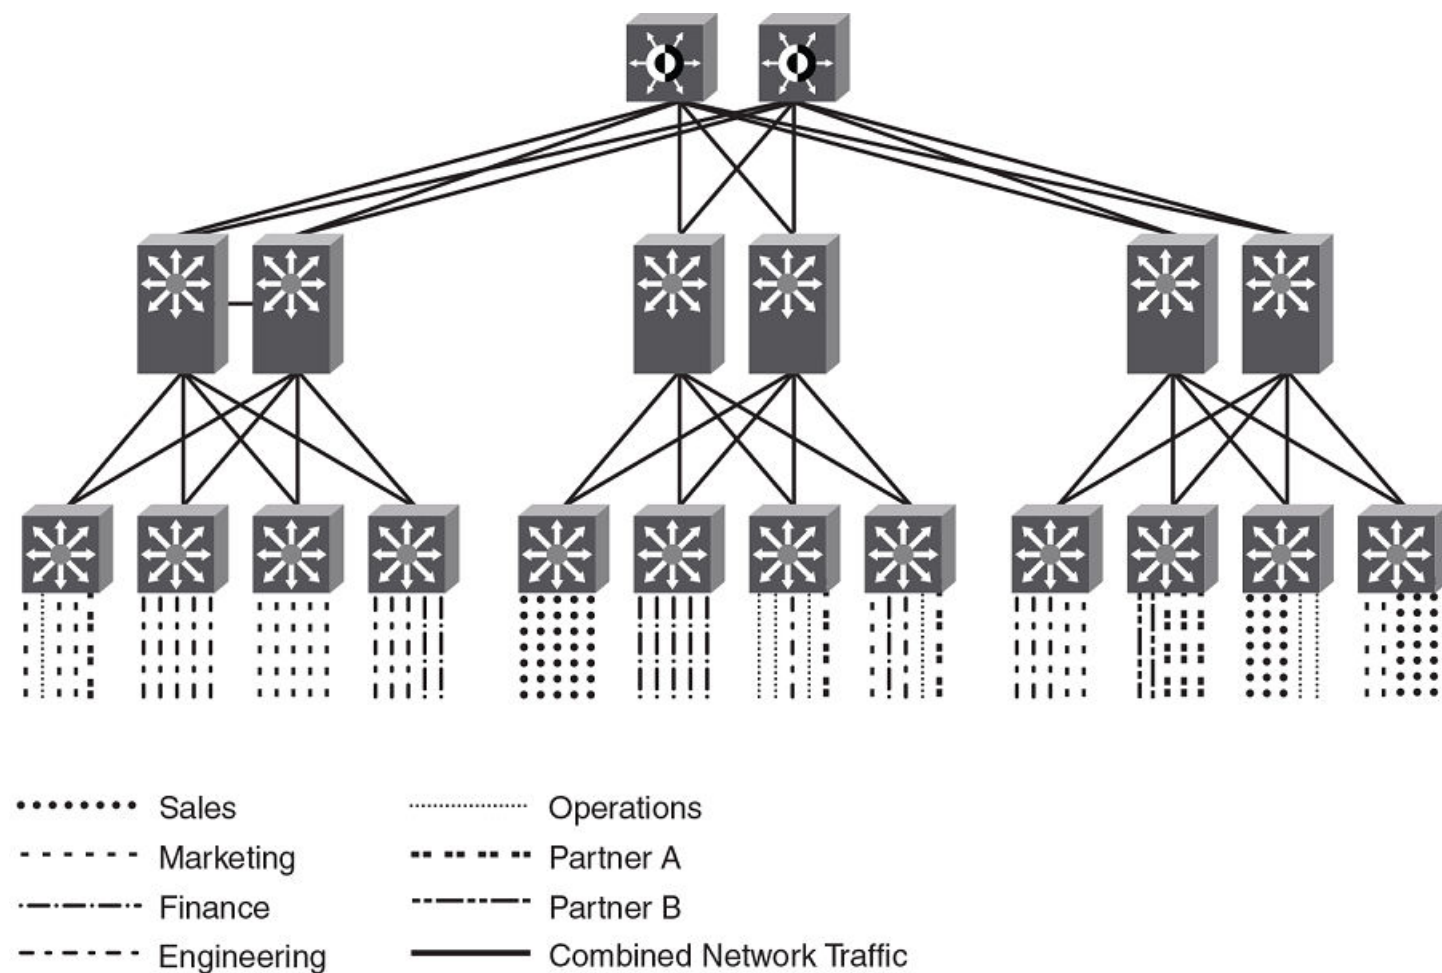 Sales
Operations
Marketing
Partner A
Finance
Partner B
Engineering
Combined Network Traffic